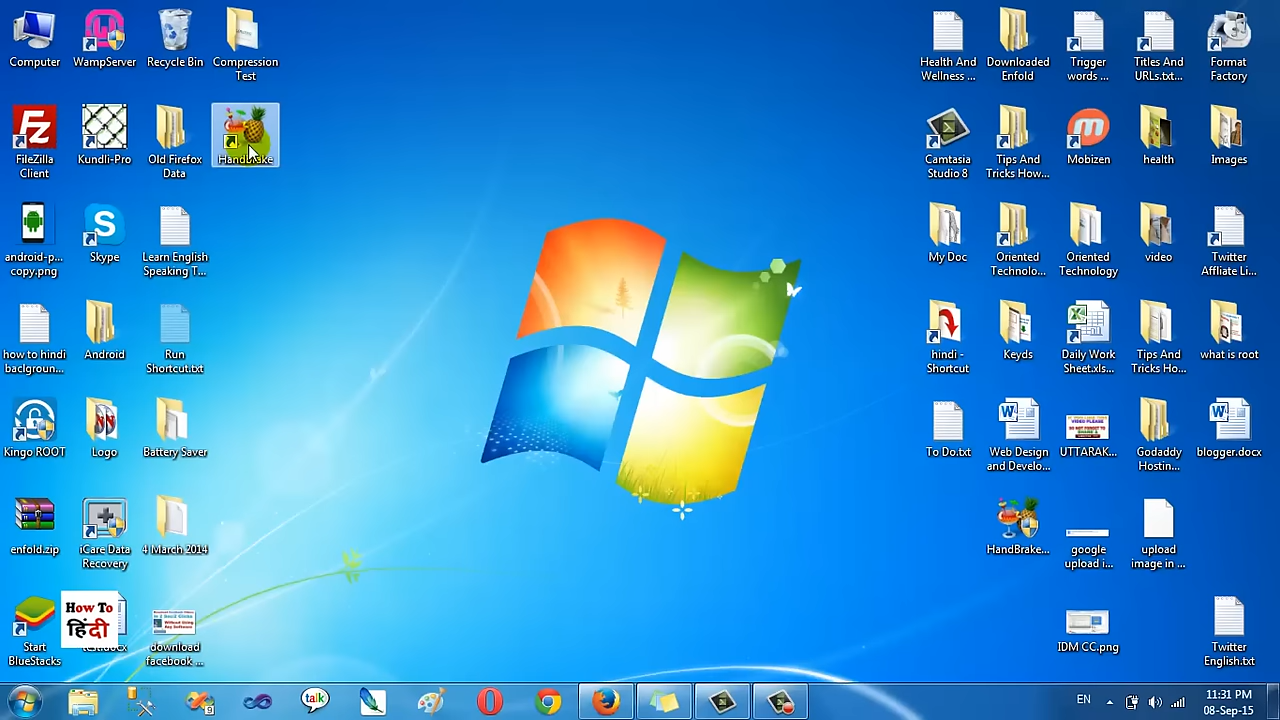 Computer
WampServer
Recycle Bin
Compression
Test
Health And
Wellness ...
Downloaded
Enfold
Trigger
words ...
Titles And
URLs.txt...
Format
Factory
FileZilla
Client
Kundli-Pro
Old Firefox
Data
HandBrake
Camtasia
Studio 8
Tips And
Tricks How...
Mobizen
health
Images
android-p...
copy.png
Skype
Learn English
Speaking T...
My Doc
Oriented
Technolo...
Oriented
Technology
video
Twitter
Affliate Li...
how to hindi
baclgroun...
Android
Run
Shortcut.txt
hindi -
Shortcut
Keyds
Daily Work
Sheet.xls...
Tips And
Tricks Ho...
what is root
Kingo ROOT
Logo
Battery Saver
To Do.txt
Web Design
and Develo...
UTTARAK...
Godaddy
Hostin...
blogger.docx
enfold.zip
iCare Data
Recovery
4 March 2014
HandBrake...
google
upload i...
upload
image in ...
Start
BlueStacks
How To
हिंदी
test.docx
download
facebook ...
IDM CC.png
Twitter
English.txt
talk
EN
11:31 PM
08-Sep-15